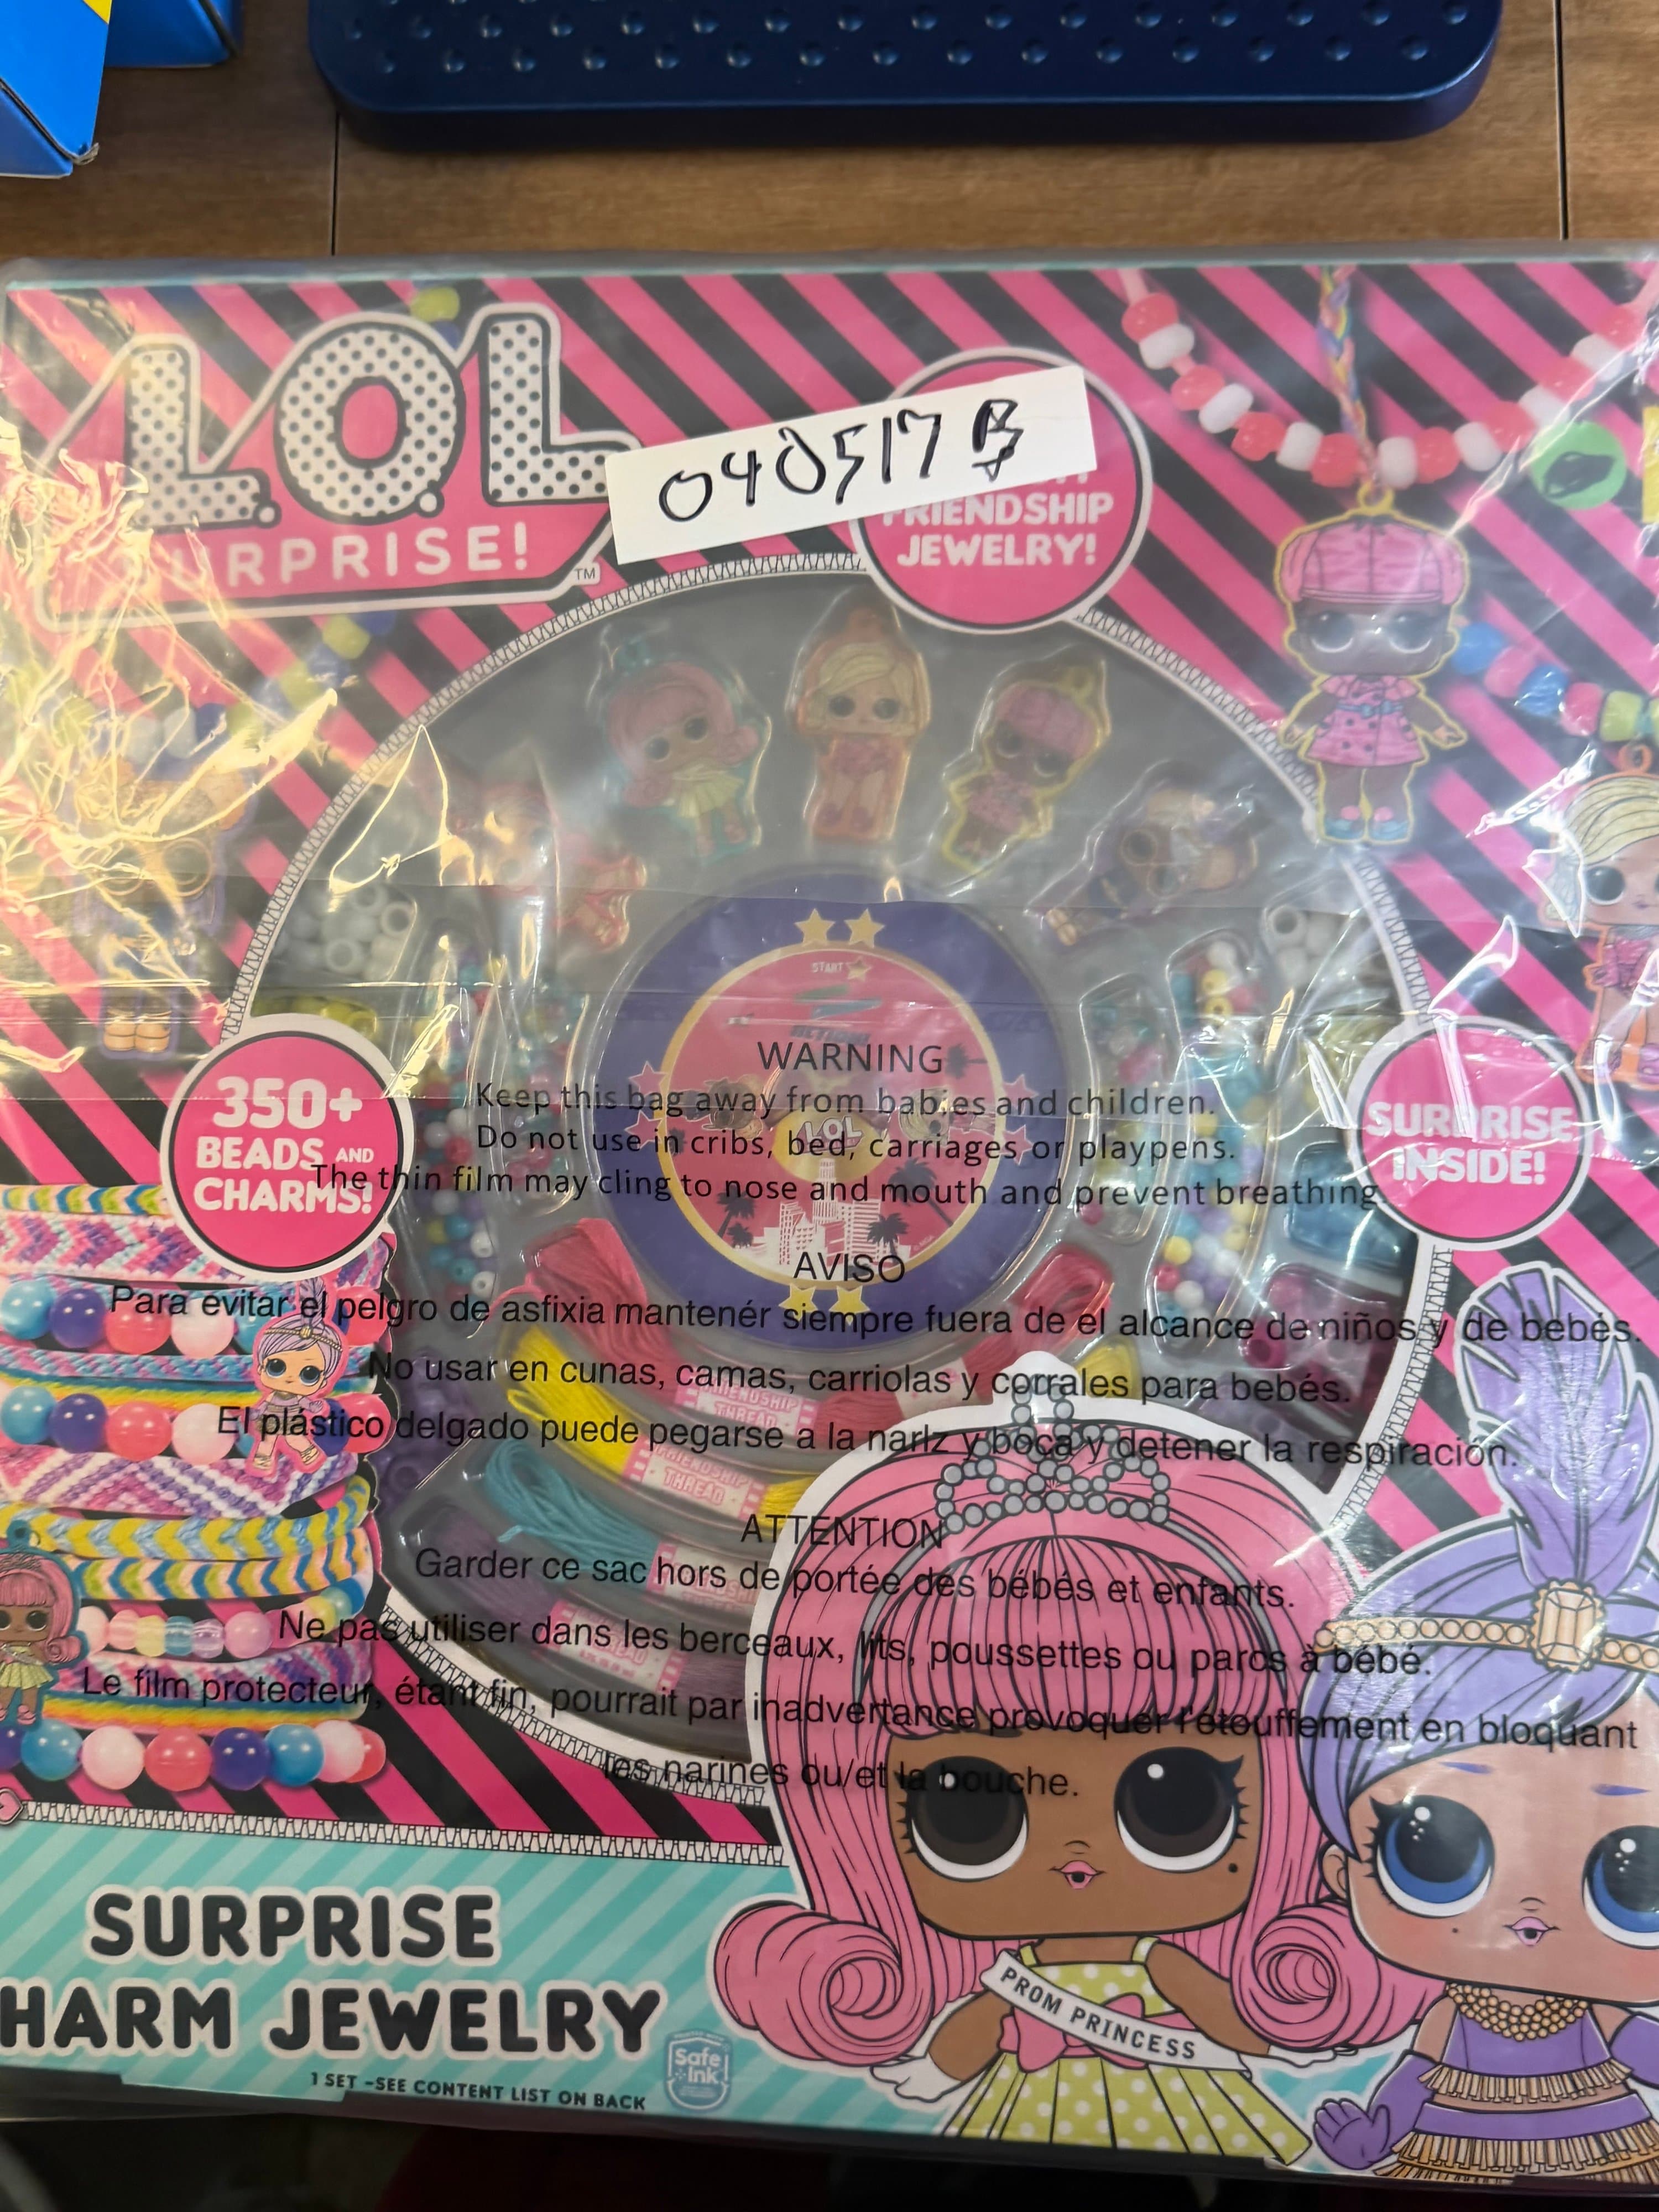 L.O.L.
SURPRISE!
TM
040517 B
FRIENDSHIP
JEWELRY!
START
350+
BEADS AND
CHARMS!
L.O.L.
SURPRISE
INSIDE!
WARNING
Keep this bag away from babies and children.
Do not use in cribs, bed, carriages or playpens.
The thin film may cling to nose and mouth and prevent breathing.
AVISO
Para evitar el pelgro de asfixia mantenér siempre fuera de el alcance de niños y de bebés.
No usar en cunas, camas, carriolas y corrales para bebés.
El plástico delgado puede pegarse a la narlz y boca y detener la respiración.
ATTENTION
Garder ce sac hors de portée des bébés et enfants.
Ne pas utiliser dans les berceaux, lits, poussettes ou parcs à bébé.
Le film protecteur, étant fin, pourrait par inadvertance provoquer l'étouffement en bloquant
les narines ou/et la bouche.
FRIENDSHIP
THREAD
FRIENDSHIP
THREAD
PROM PRINCESS
SURPRISE
HARM JEWELRY
1 SET -SEE CONTENT LIST ON BACK
Safe
Ink